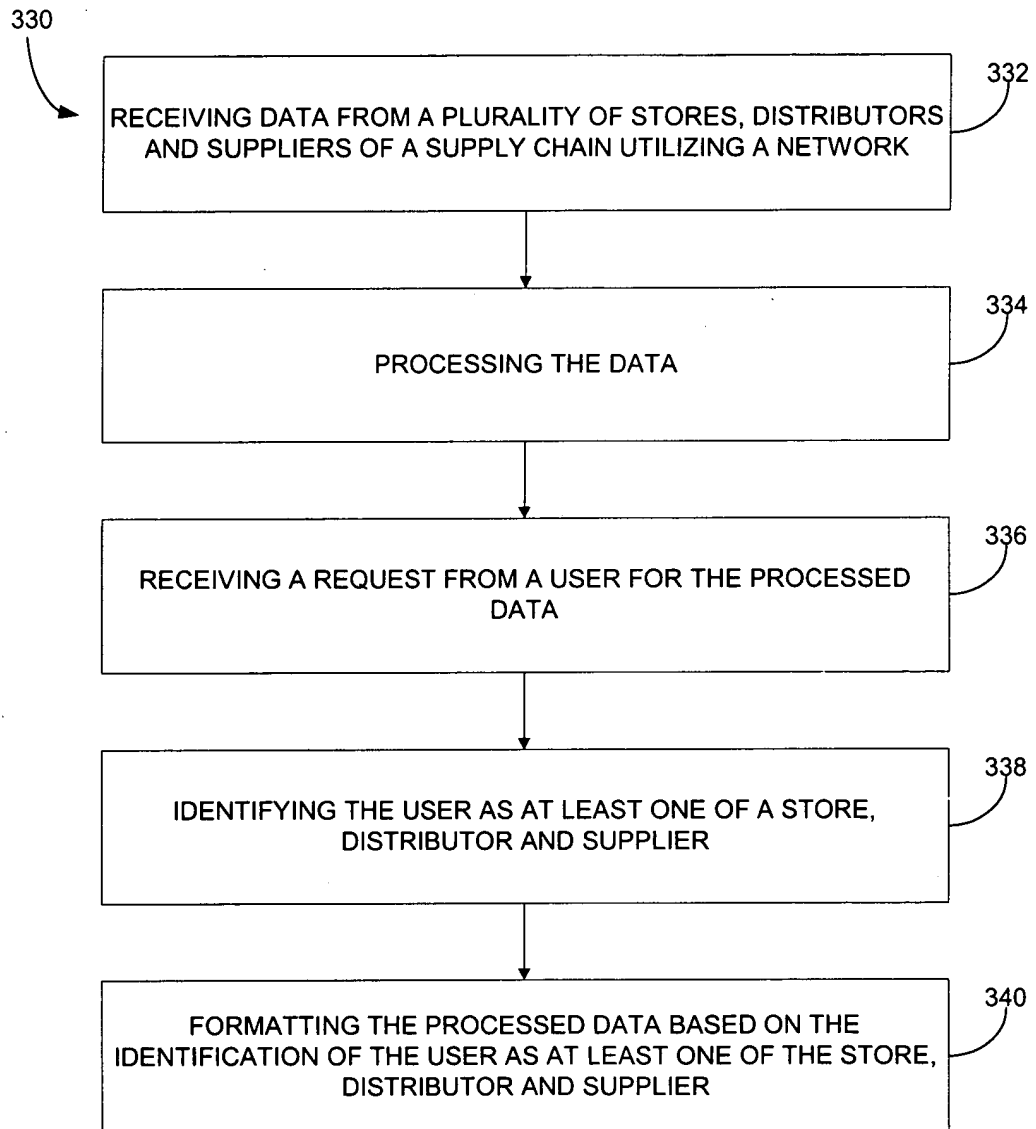 330
332
RECEIVING DATA FROM A PLURALITY OF STORES, DISTRIBUTORS
AND SUPPLIERS OF A SUPPLY CHAIN UTILIZING A NETWORK
334
PROCESSING THE DATA
336
RECEIVING A REQUEST FROM A USER FOR THE PROCESSED
DATA
338
IDENTIFYING THE USER AS AT LEAST ONE OF A STORE,
DISTRIBUTOR AND SUPPLIER
340
FORMATTING THE PROCESSED DATA BASED ON THE
IDENTIFICATION OF THE USER AS AT LEAST ONE OF THE STORE,
DISTRIBUTOR AND SUPPLIER